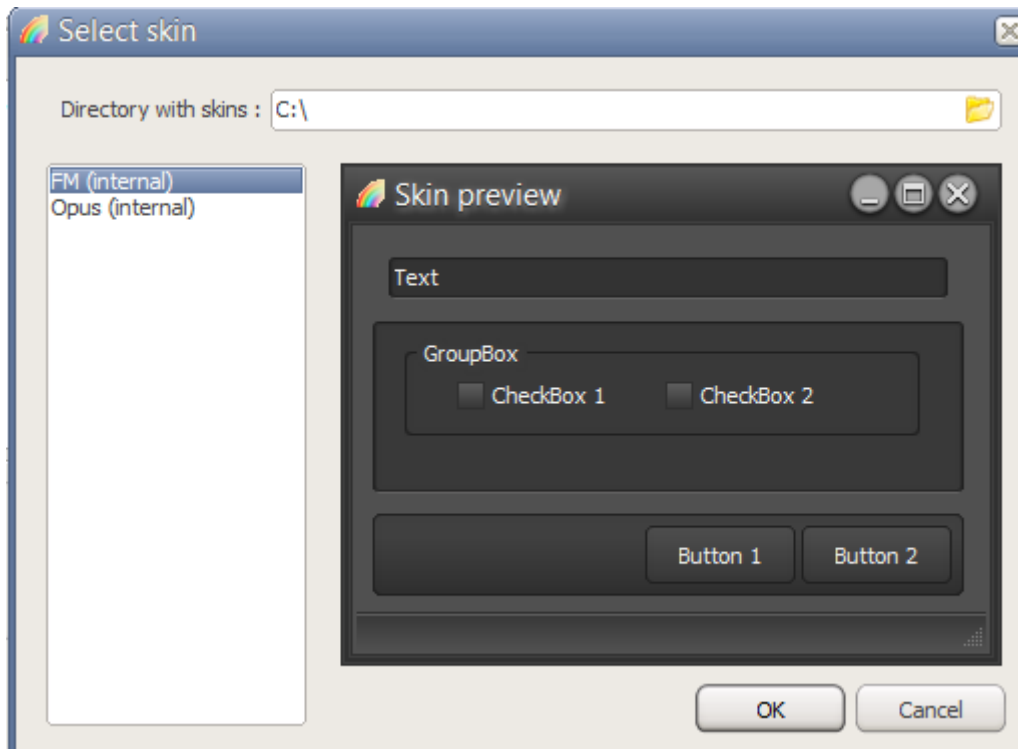 Select skin
Directory with skins : C:\
FM (internal)
Opus (internal)
Skin preview
Text
GroupBox
CheckBox 1 CheckBox 2
Button 1 Button 2
OK Cancel